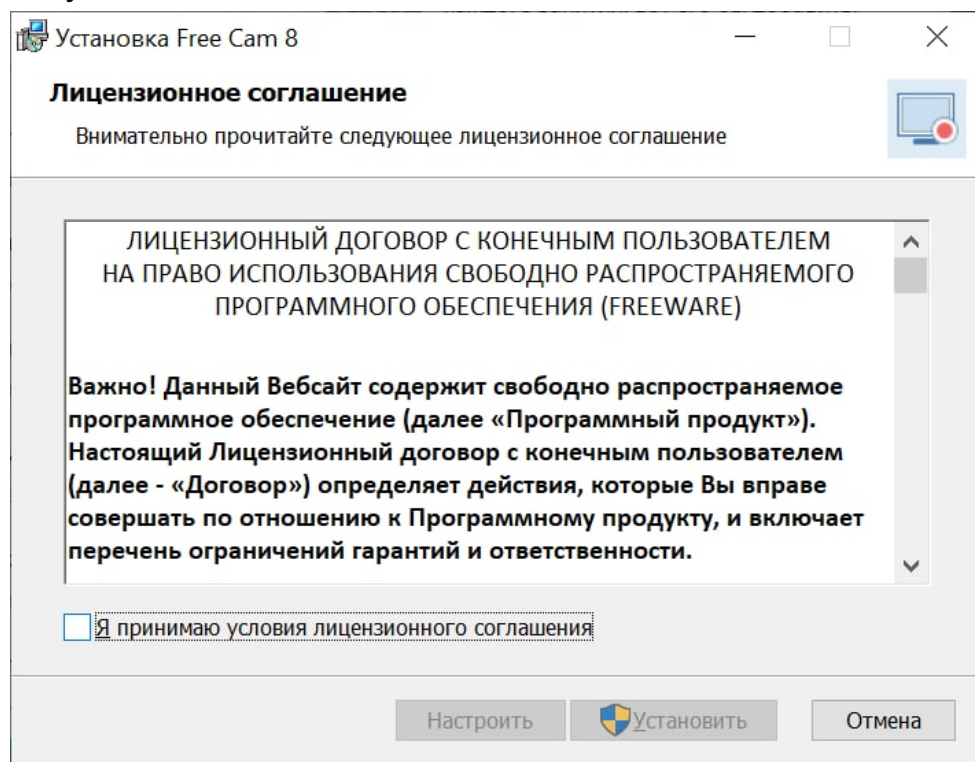 Установка Free Cam 8
Лицензионное соглашение
Внимательно прочитайте следующее лицензионное соглашение
ЛИЦЕНЗИОННЫЙ ДОГОВОР С КОНЕЧНЫМ ПОЛЬЗОВАТЕЛЕМ
НА ПРАВО ИСПОЛЬЗОВАНИЯ СВОБОДНО РАСПРОСТРАНЯЕМОГО
ПРОГРАММНОГО ОБЕСПЕЧЕНИЯ (FREEWARE)
Важно! Данный Вебсайт содержит свободно распространяемое
программное обеспечение (далее «Программный продукт»).
Настоящий Лицензионный договор с конечным пользователем
(далее - «Договор») определяет действия, которые Вы вправе
совершать по отношению к Программному продукту, и включает
перечень ограничений гарантий и ответственности.
Я принимаю условия лицензионного соглашения
Настроить
Установить
Отмена